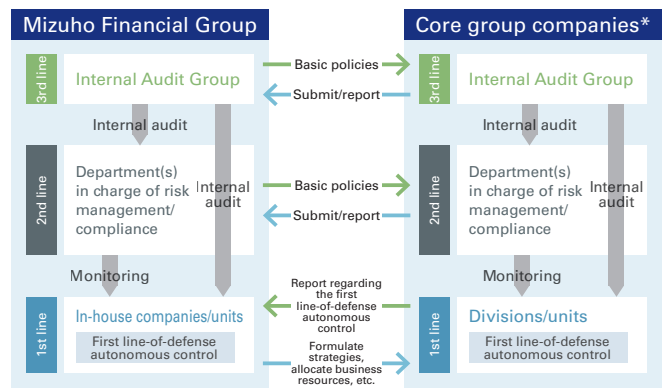 Mizuho Financial Group
3rd line
Internal Audit Group
Internal audit
2nd line
Department(s)
in charge of risk
management/
compliance
Internal
audit
Monitoring
1st line
In-house companies/units
First line-of-defense
autonomous control
Basic policies
Submit/report
Basic policies
Submit/report
Report regarding
the first
line-of-defense
autonomous
control
Formulate
strategies,
allocate business
resources, etc.
Core group companies*
3rd line
Internal Audit Group
Internal audit
2nd line
Department(s)
in charge of risk
management/
compliance
Internal
audit
Monitoring
1st line
Divisions/units
First line-of-defense
autonomous control